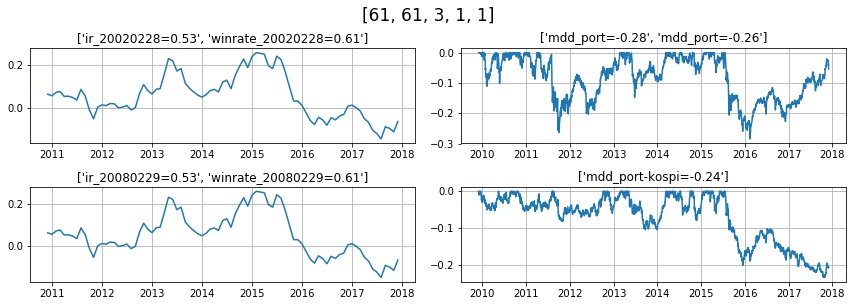 [61, 61, 3, 1, 1]
['ir_20020228=0.53', 'winrate_20020228=0.61']
0.2
0.0
2011 2012 2013 2014 2015 2016 2017 2018
['mdd_port=-0.28', 'mdd_port=-0.26']
0.0
−0.1
−0.2
−0.3
2010 2011 2012 2013 2014 2015 2016 2017 2018
['ir_20080229=0.53', 'winrate_20080229=0.61']
0.2
0.0
2011 2012 2013 2014 2015 2016 2017 2018
['mdd_port-kospi=-0.24']
0.0
−0.1
−0.2
2010 2011 2012 2013 2014 2015 2016 2017 2018